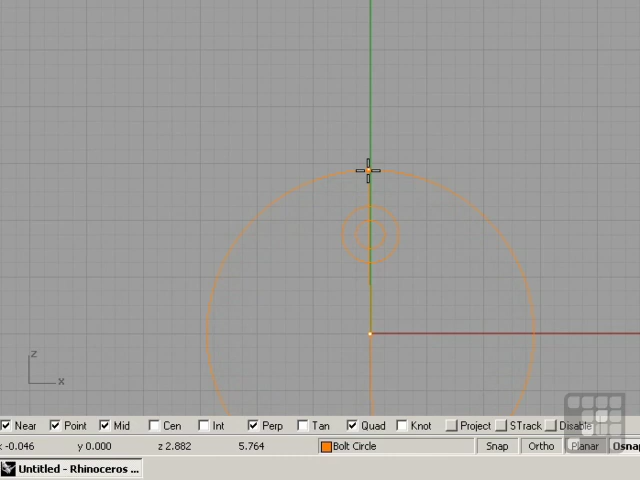 z
x
Near Point Mid Cen Int Perp Tan Quad Knot Project STrack Disable
x -0.046 y 0.000 z 2.882 5.764 Bolt Circle Snap Ortho Planar Osnap
Untitled - Rhinoceros ...